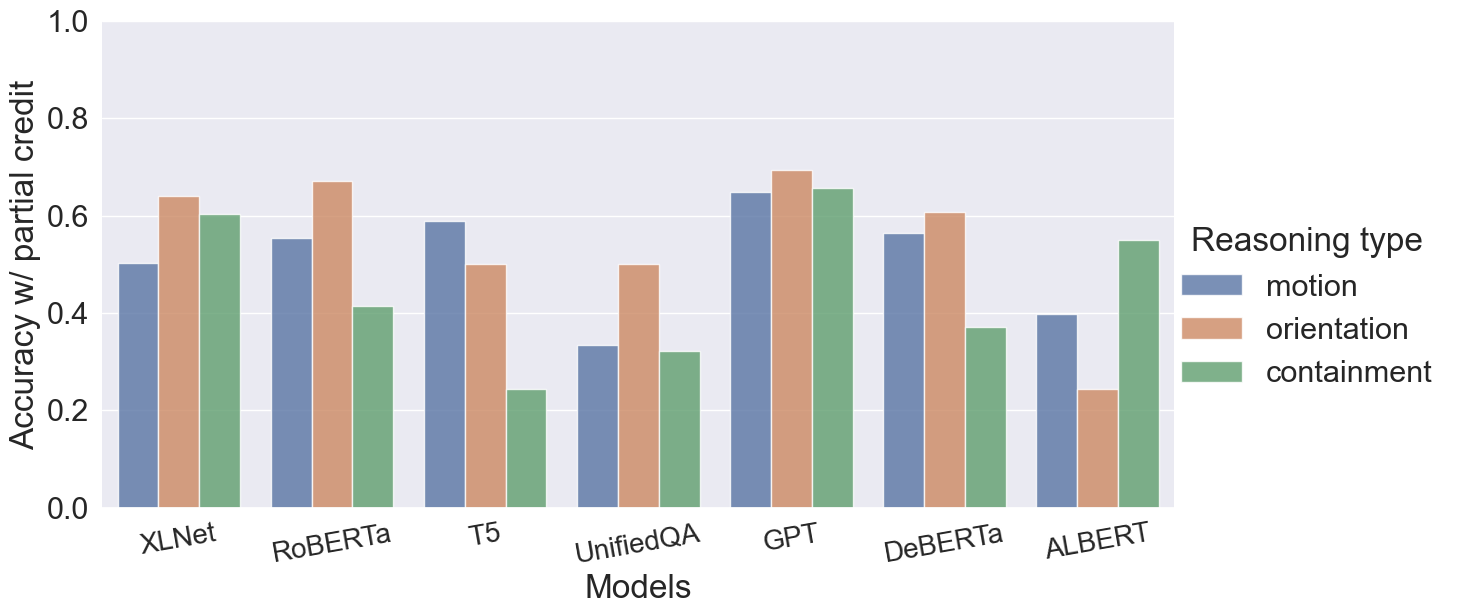 Accuracy w/ partial credit
1.0
0.8
0.6
0.4
0.2
0.0
XLNet
RoBERTa
T5
UnifiedQA
GPT
DeBERTa
ALBERT
Models
Reasoning type
motion
orientation
containment